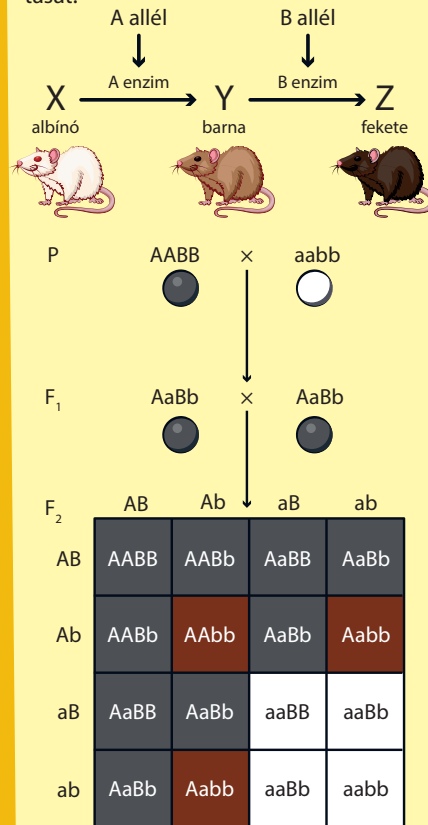 tását.
A allél B allél
A enzim B enzim
X Y Z
albínó barna fekete
P AABB × aabb
F₁ AaBb × AaBb
F₂ AB Ab aB ab
AB AABB AABb AaBB AaBb
Ab AABb AAbb AaBb Aabb
aB AaBB AaBb aaBB aaBb
ab AaBb Aabb aaBb aabb